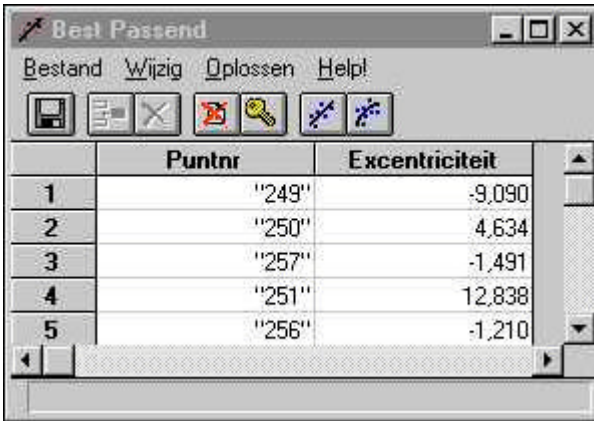 Best Passend
Bestand Wijzig Oplossen Help!
Puntnr Excentriciteit
1 "249" -9,090
2 "250" 4,634
3 "257" -1,491
4 "251" 12,838
5 "256" -1,210